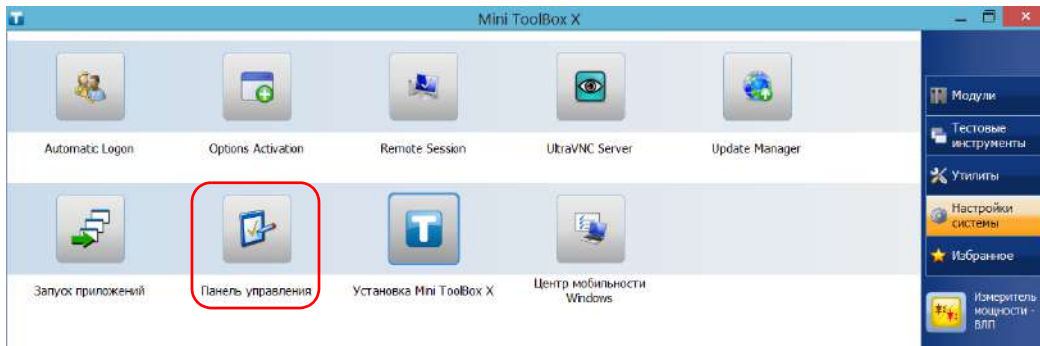 Mini ToolBox X
Automatic Logon
Options Activation
Remote Session
UltraVNC Server
Update Manager
Запуск приложений
Панель управления
Установка Mini ToolBox X
Центр мобильности
Windows
Модули
Тестовые
инструменты
Утилиты
Настройки
системы
Избранное
Измеритель
мощности -
ВЛП